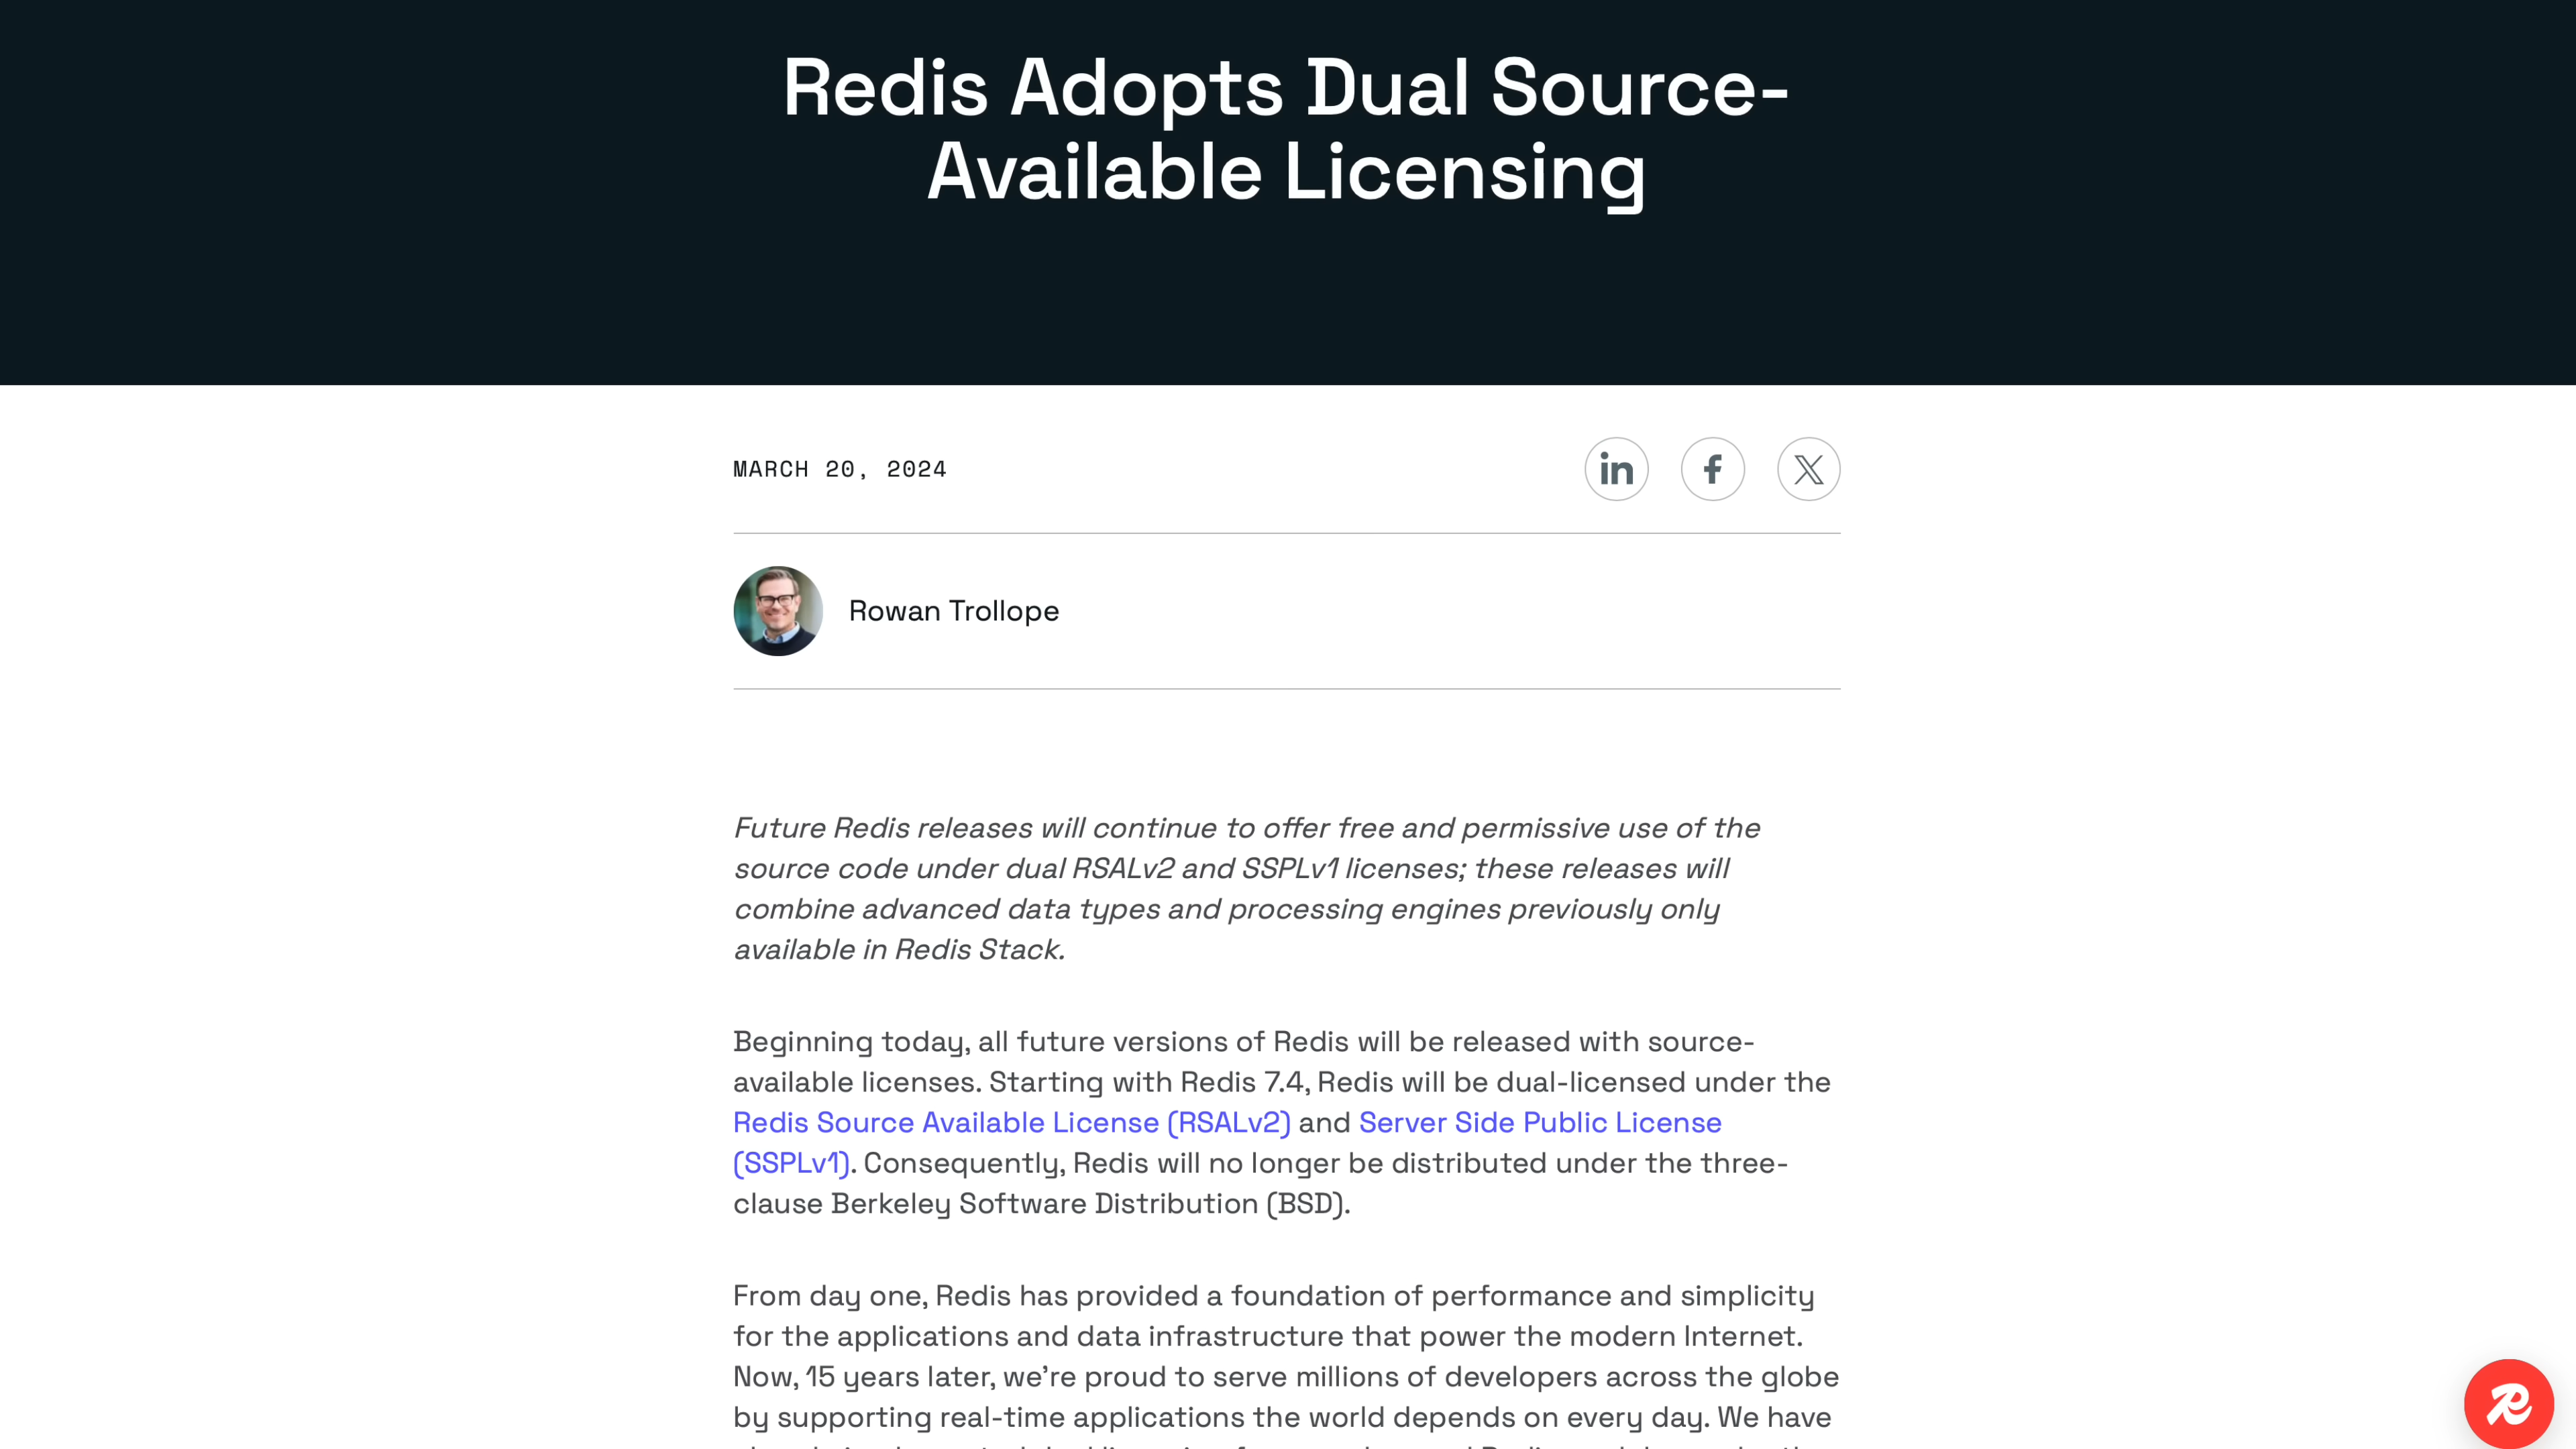 Redis Adopts Dual Source-
Available Licensing
MARCH 20, 2024
Rowan Trollope
Future Redis releases will continue to offer free and permissive use of the
source code under dual RSALv2 and SSPLv1 licenses; these releases will
combine advanced data types and processing engines previously only
available in Redis Stack.
Beginning today, all future versions of Redis will be released with source-
available licenses. Starting with Redis 7.4, Redis will be dual-licensed under the
Redis Source Available License (RSALv2) and Server Side Public License
(SSPLv1). Consequently, Redis will no longer be distributed under the three-
clause Berkeley Software Distribution (BSD).
From day one, Redis has provided a foundation of performance and simplicity
for the applications and data infrastructure that power the modern Internet.
Now, 15 years later, we’re proud to serve millions of developers across the globe
by supporting real-time applications the world depends on every day. We have